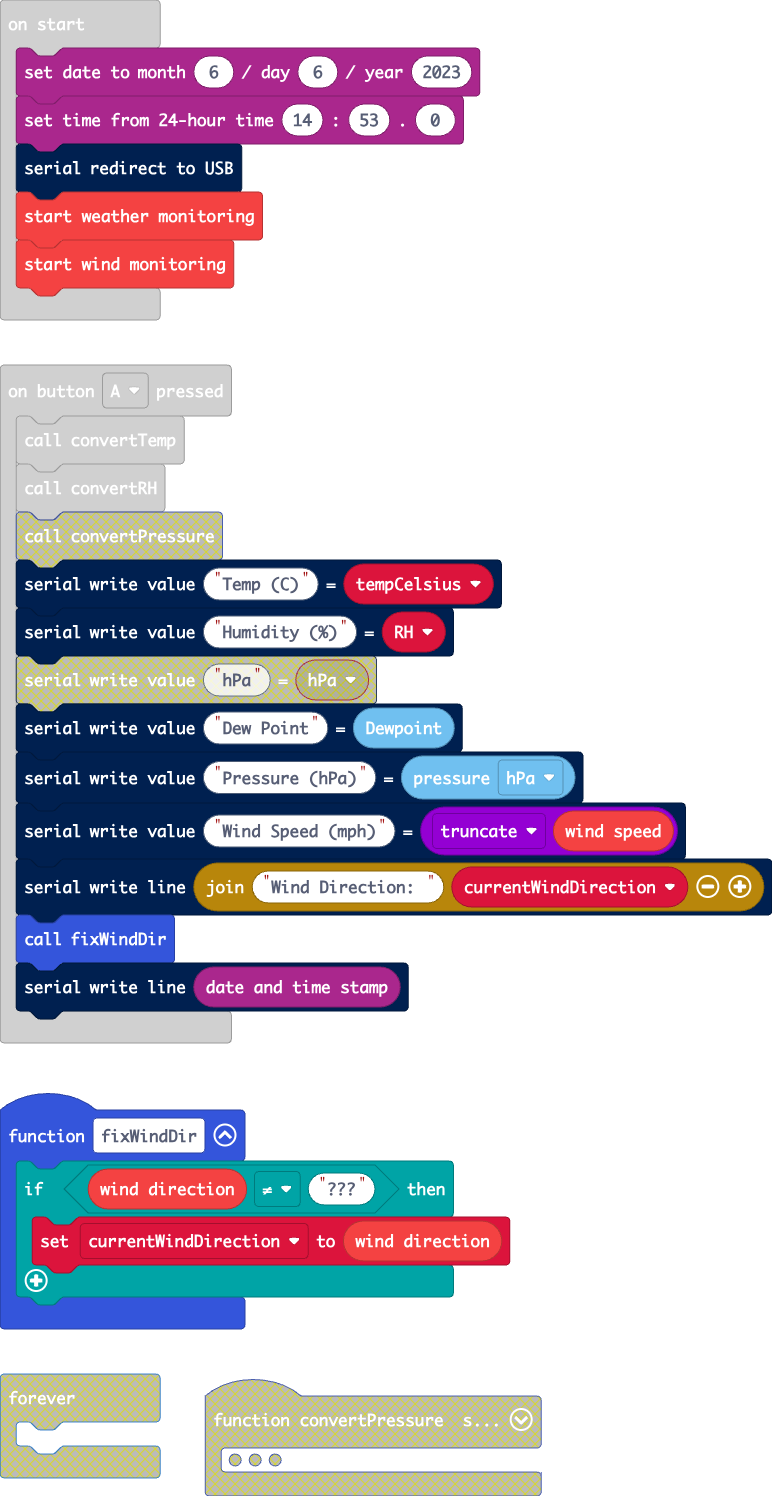 on start
set date to month 6 / day 6 / year 2023
set time from 24-hour time 14 : 53 . 0
serial redirect to USB
start weather monitoring
start wind monitoring
on button A pressed
call convertTemp
call convertRH
call convertPressure
serial write value "Temp (C)" = tempCelsius
serial write value "Humidity (%)" = RH
serial write value "hPa" = hPa
serial write value "Dew Point" = Dewpoint
serial write value "Pressure (hPa)" = pressure hPa
serial write value "Wind Speed (mph)" = truncate wind speed
serial write line join "Wind Direction: " currentWindDirection
call fixWindDir
serial write line date and time stamp
function fixWindDir
if wind direction ≠ "???" then
set currentWindDirection to wind direction
forever
function convertPressure s...